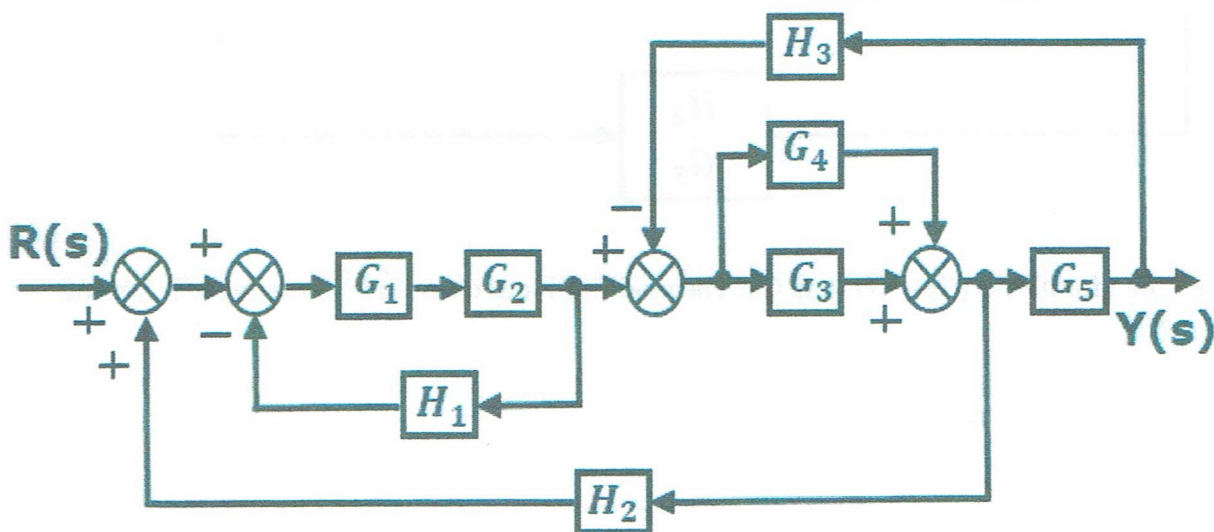 H₃
G₄
R(s)
+
−
+
+
G₁
G₂
G₃
G₅
+
−
+
Y(s)
+
H₁
H₂